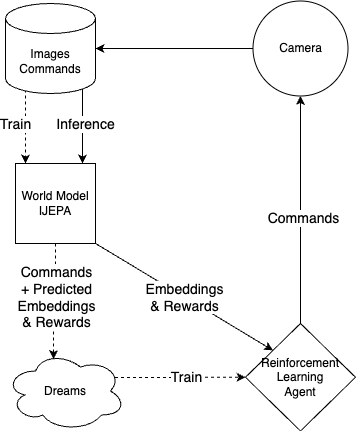 Images
Commands
Camera
Train
Inference
World Model
IJEPA
Commands
Commands
+ Predicted
Embeddings
& Rewards
Embeddings
& Rewards
Reinforcement
Learning
Agent
Train
Dreams